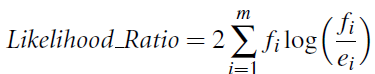 Likelihood_Ratio = 2 ∑_{i=1}^{m} f_i log(f_i / e_i)